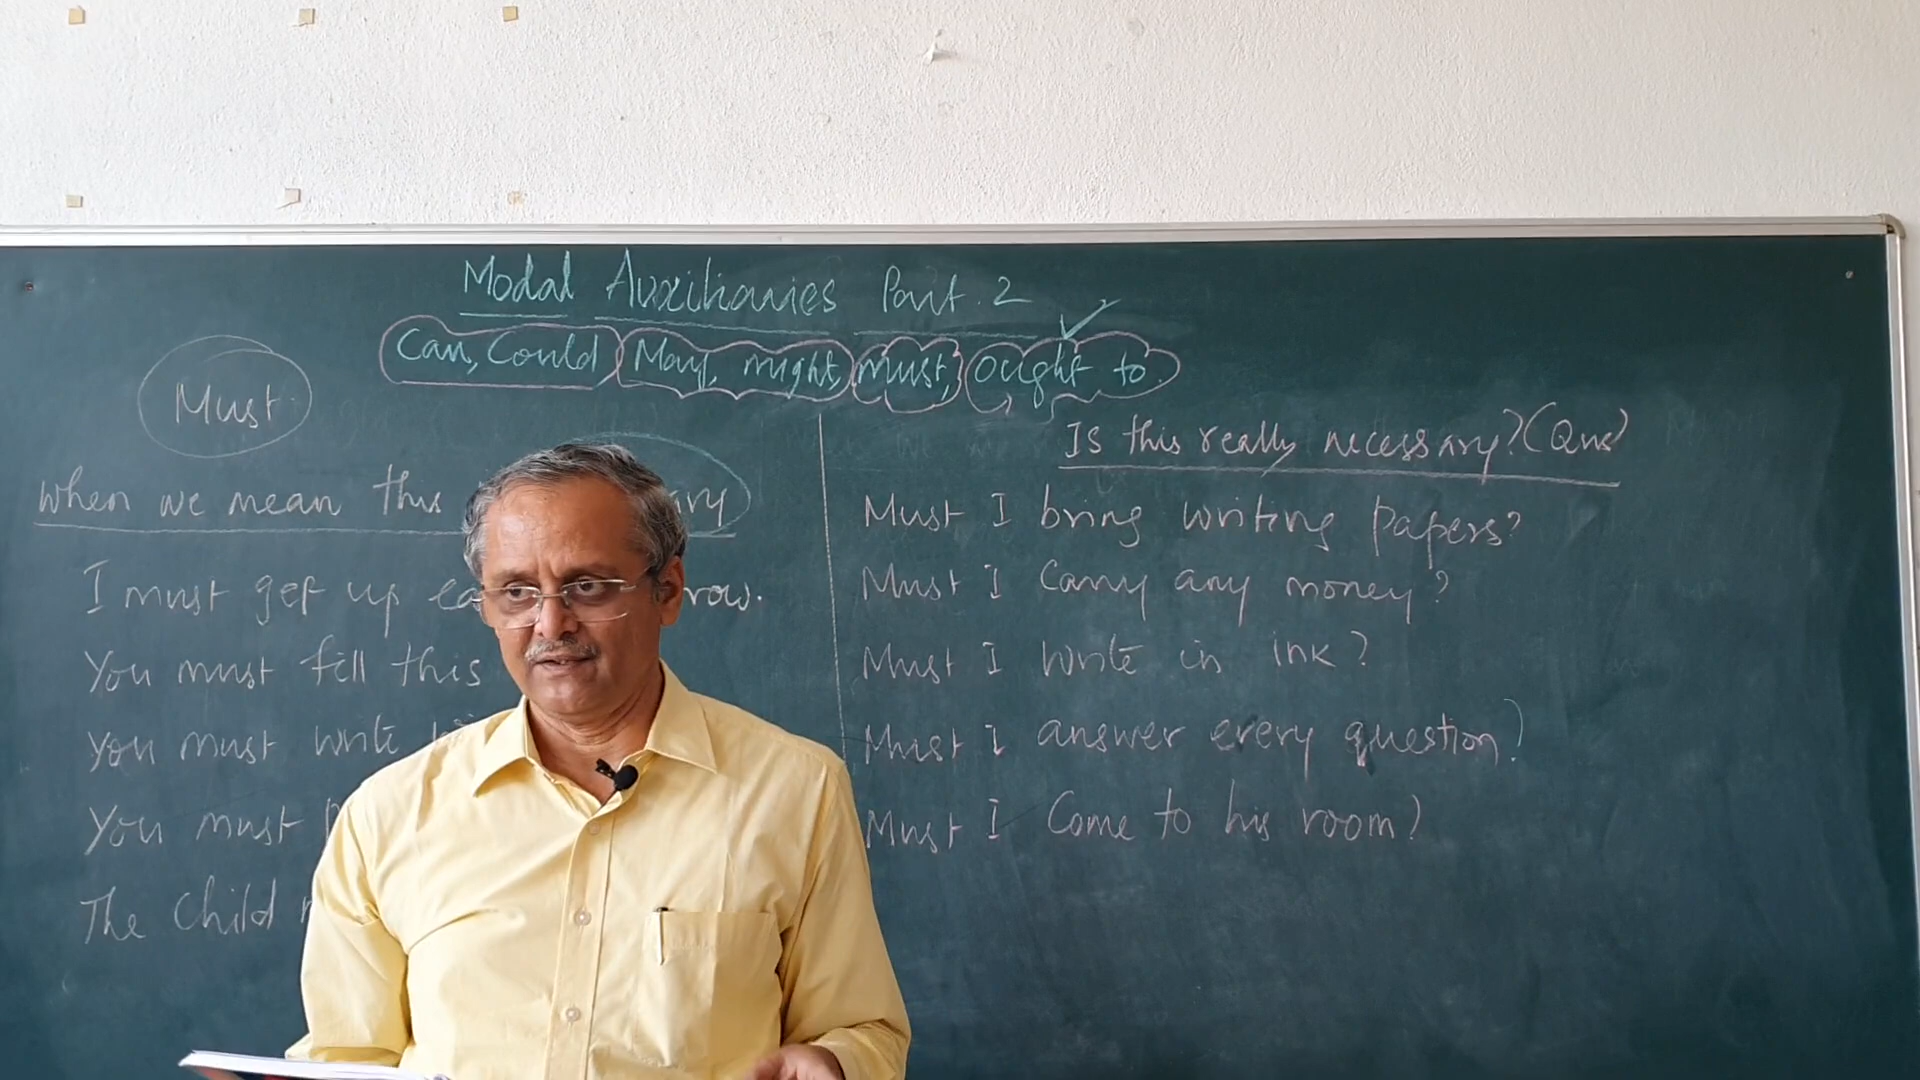 Modal Auxiliaries Part. 2
Can, Could May, might, must, ought to.
Must
when we mean this
I must get up
You must fill this
You must write
You must
The Child
Is this really necessary? (Qns)
Must I bring writing papers?
Must I Carry any money?
Must I write in ink?
Must I answer every question?
Must I Come to his room?